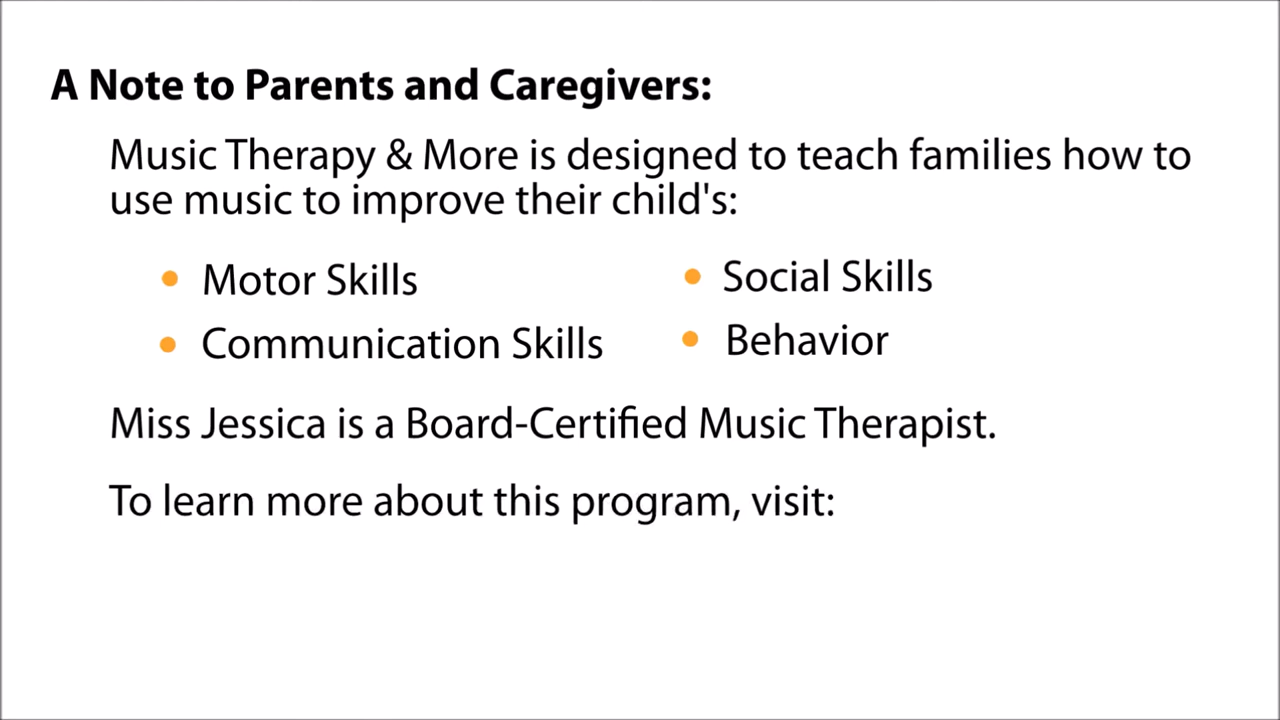 A Note to Parents and Caregivers:
Music Therapy & More is designed to teach families how to
use music to improve their child's:
• Motor Skills
• Social Skills
• Communication Skills
• Behavior
Miss Jessica is a Board-Certified Music Therapist.
To learn more about this program, visit: